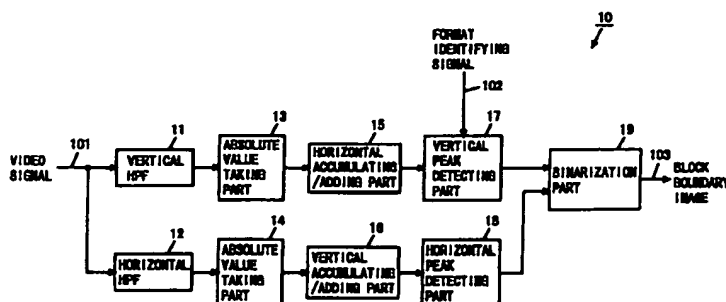 10
FORMAT
IDENTIFYING
SIGNAL
102
11
13
15
17
19
101
VIDEO
SIGNAL
VERTICAL
HPF
ABSOLUTE
VALUE
TAKING
PART
HORIZONTAL
ACCUMULATING
/ADDING PART
VERTICAL
PEAK
DETECTING
PART
BINARIZATION
PART
103
BLOCK
BOUNDARY
IMAGE
12
14
16
18
HORIZONTAL
HPF
ABSOLUTE
VALUE
TAKING
PART
VERTICAL
ACCUMULATING
/ADDING PART
HORIZONTAL
PEAK
DETECTING
PART